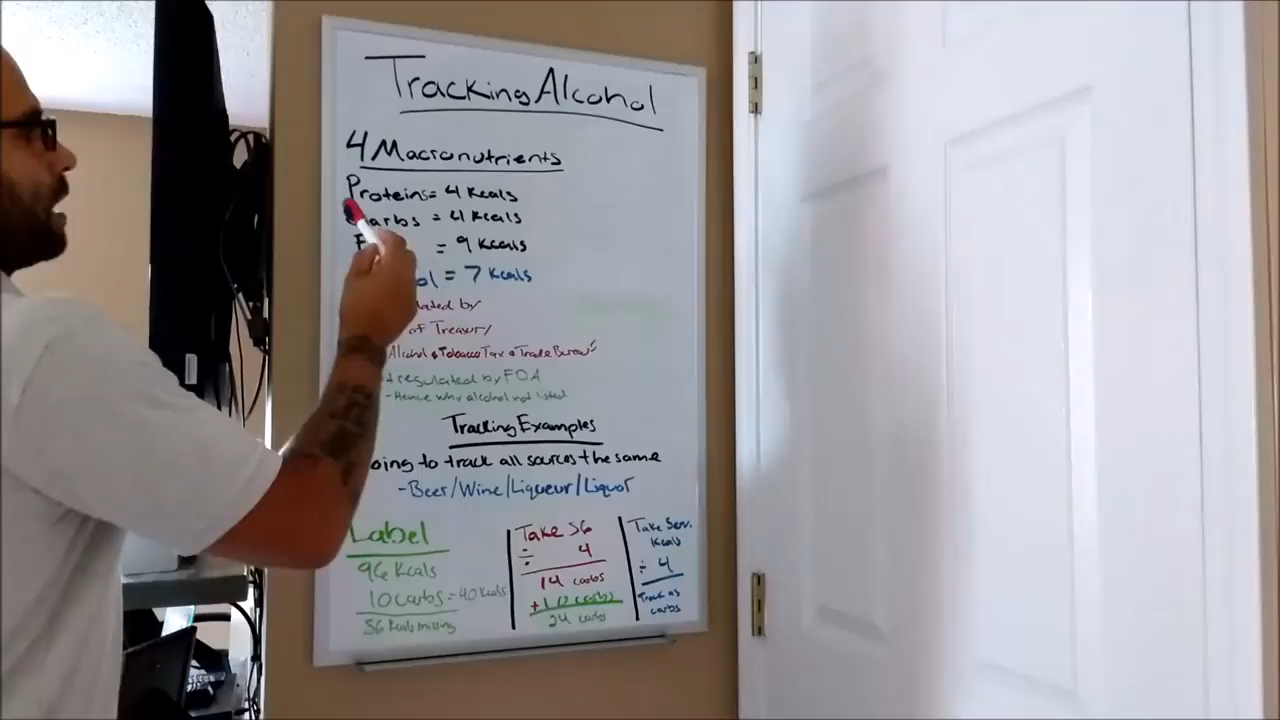 Tracking Alcohol
4 Macronutrients
Proteins = 4 Kcals
Carbs = 4 Kcals
F = 9 Kcals
ol = 7 Kcals
lated by
of Treasury
Alcohol & Tobacco Tax & Trade Bureau
t regulated by FDA
- Hence why alcohol not listed
Tracking Examples
oing to track all sources the same
- Beer/Wine/Liqueur/Liquor
Label
96 Kcals
10 carbs = 40 Kcals
56 Kcals missing
Take 56
÷ 4
14 carbs
+ 10 carbs
24 carbs
Take Serv.
Kcals
÷ 4
Track as
carbs